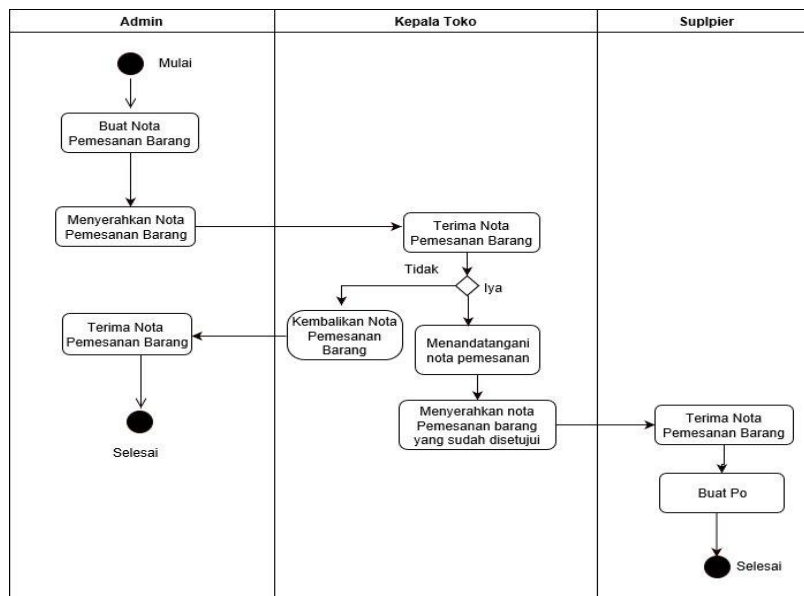 Admin
Kepala Toko
Suplpier
Mulai
Buat Nota
Pemesanan Barang
Menyerahkan Nota
Pemesanan Barang
Terima Nota
Pemesanan Barang
Tidak
Iya
Kembalikan Nota
Pemesanan
Barang
Terima Nota
Pemesanan Barang
Menandatangani
nota pemesanan
Menyerahkan nota
Pemesanan barang
yang sudah disetujui
Terima Nota
Pemesanan Barang
Selesai
Buat Po
Selesai